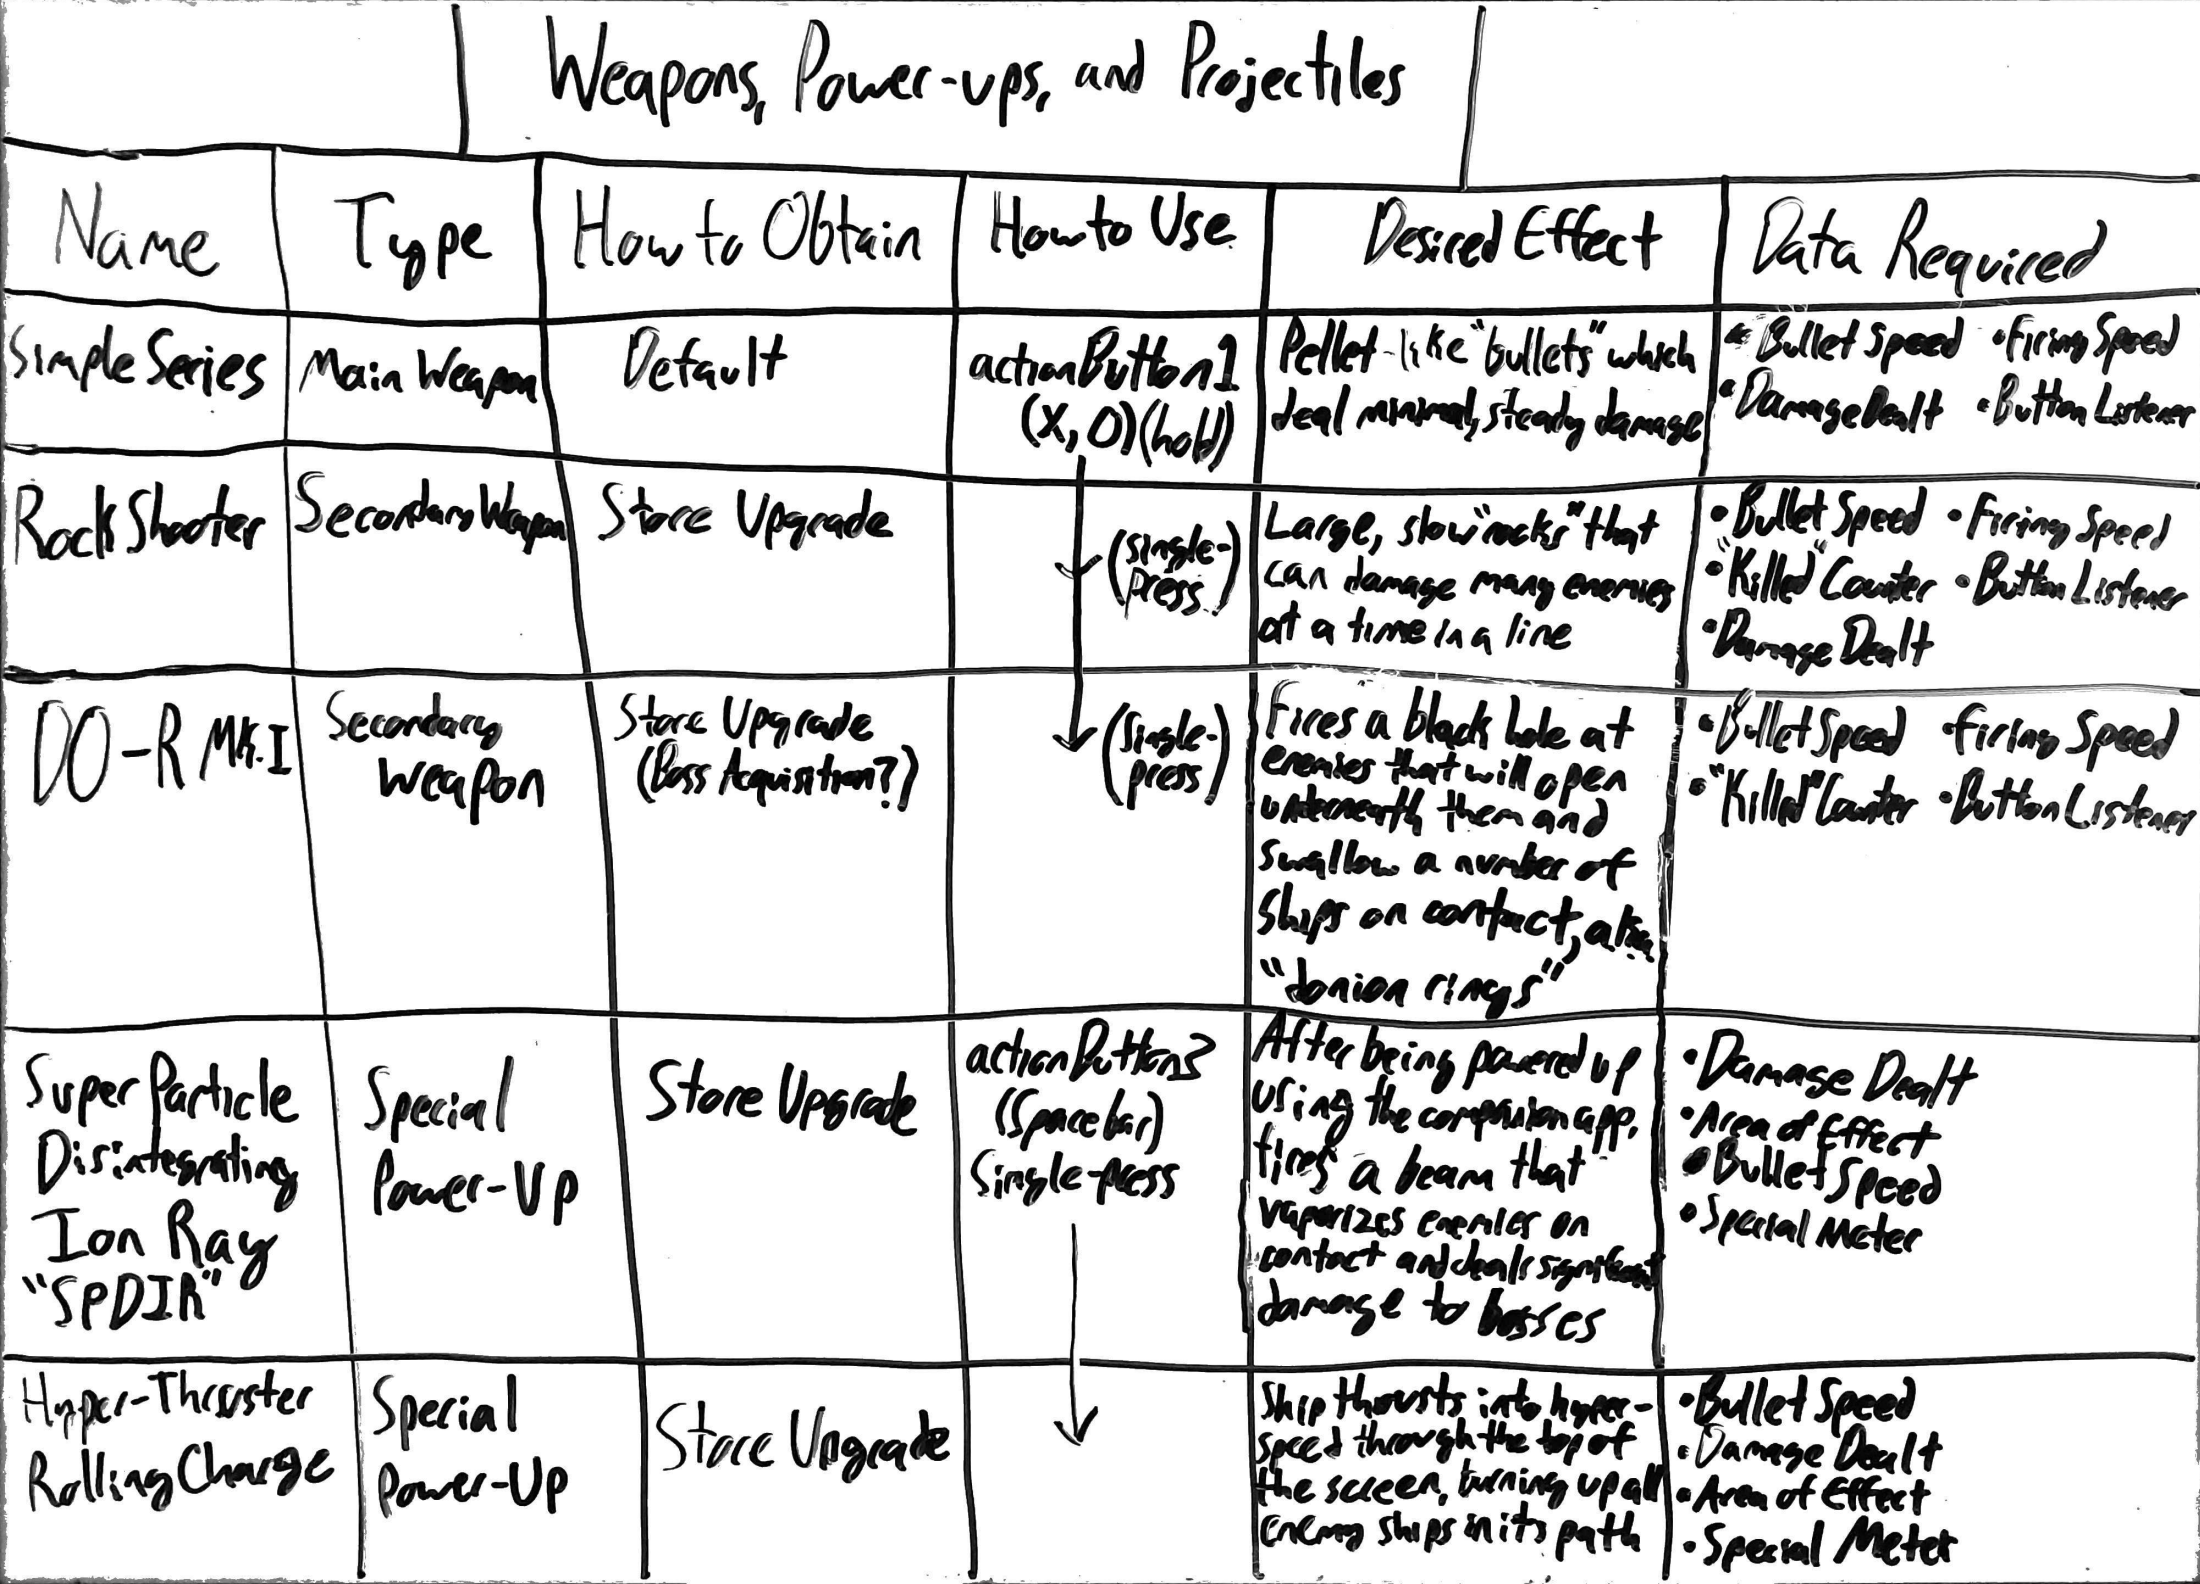 Weapons, Power-ups, and Projectiles
Name
Type
How to Obtain
How to Use
Desired Effect
Data Required
Simple Series
Main Weapon
Default
actionButton1
(X, O) (hold)
Pellet-like "bullets" which
deal minimal, steady damage
• Bullet Speed • Firing Speed
• Damage Dealt • Button Listener
Rock Shooter
Secondary Weapon
Store Upgrade
(single-
press)
Large, slow "rocks" that
can damage many enemies
at a time in a line
• Bullet Speed • Firing Speed
• "Killed" Counter • Button Listener
• Damage Dealt
DO-R MK.I
Secondary
Weapon
Store Upgrade
(Boss Acquisition?)
(single-
press)
Fires a black hole at
enemies that will open
underneath them and
swallow a number of
ships on contact, aka
"donion rings"
• Bullet Speed • Firing Speed
• "Killed" Counter • Button Listener
Super Particle
Disintegrating
Ion Ray
"SPDIR"
Special
Power-Up
Store Upgrade
actionButton3
(Spacebar)
Single-press
After being powered up
using the companion app,
"fires" a beam that
vaporizes enemies on
contact and deals significant
damage to bosses
• Damage Dealt
• Area of Effect
• Bullet Speed
• Special Meter
Hyper-Thruster
Rolling Charge
Special
Power-Up
Store Upgrade
Ship thrusts into hyper-
speed through the top of
the screen, burning up all
enemy ships in its path
• Bullet Speed
• Damage Dealt
• Area of Effect
• Special Meter